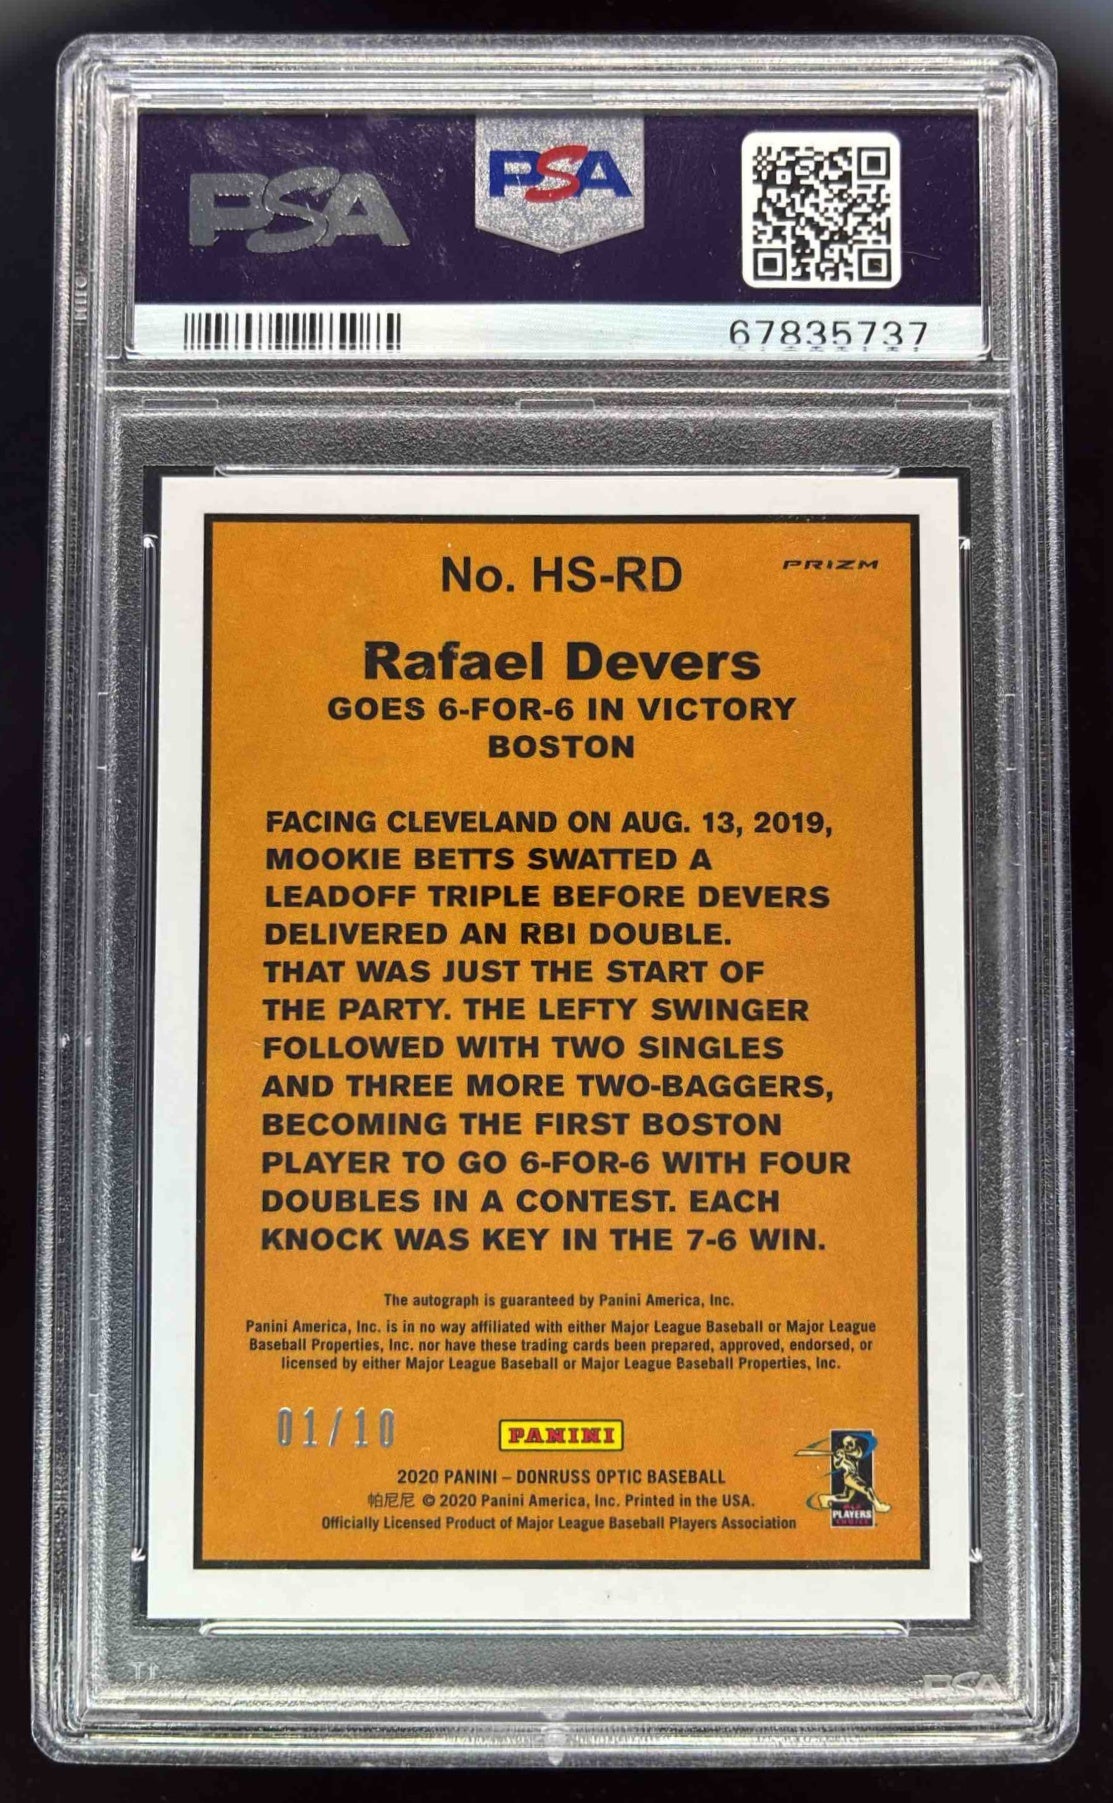 PSA PSA
67835737
No. HS-RD PRIZM
Rafael Devers
GOES 6-FOR-6 IN VICTORY
BOSTON
FACING CLEVELAND ON AUG. 13, 2019,
MOOKIE BETTS SWATTED A
LEADOFF TRIPLE BEFORE DEVERS
DELIVERED AN RBI DOUBLE.
THAT WAS JUST THE START OF
THE PARTY. THE LEFTY SWINGER
FOLLOWED WITH TWO SINGLES
AND THREE MORE TWO-BAGGERS,
BECOMING THE FIRST BOSTON
PLAYER TO GO 6-FOR-6 WITH FOUR
DOUBLES IN A CONTEST. EACH
KNOCK WAS KEY IN THE 7-6 WIN.
The autograph is guaranteed by Panini America, Inc.
Panini America, Inc. is in no way affiliated with either Major League Baseball or Major League
Baseball Properties, Inc. nor have these trading cards been prepared, approved, endorsed, or
licensed by either Major League Baseball or Major League Baseball Properties, Inc.
01/10
PANINI
2020 PANINI – DONRUSS OPTIC BASEBALL
帕尼尼 © 2020 Panini America, Inc. Printed in the USA.
Officially Licensed Product of Major League Baseball Players Association
PLAYERS
CHOICE
PSA